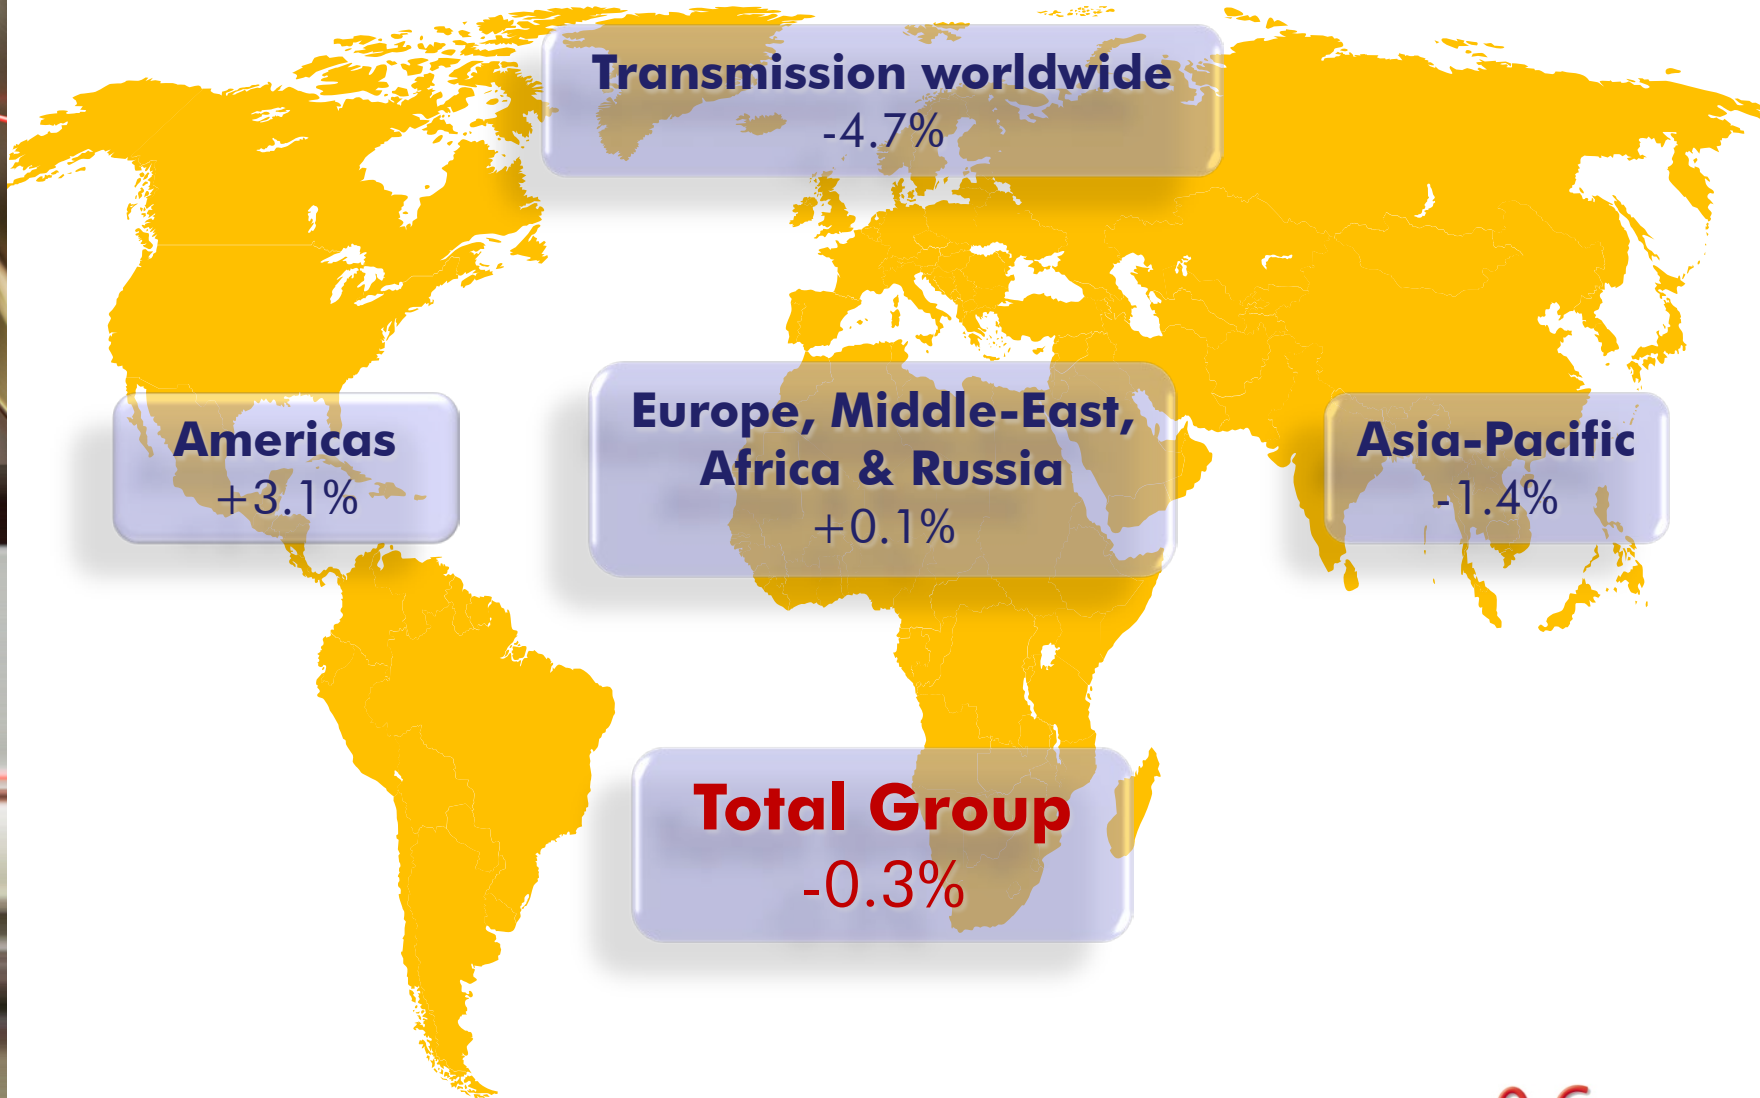 Transmission worldwide
-4.7%
Americas
+3.1%
Europe, Middle-East,
Africa & Russia
+0.1%
Asia-Pacific
-1.4%
Total Group
-0.3%